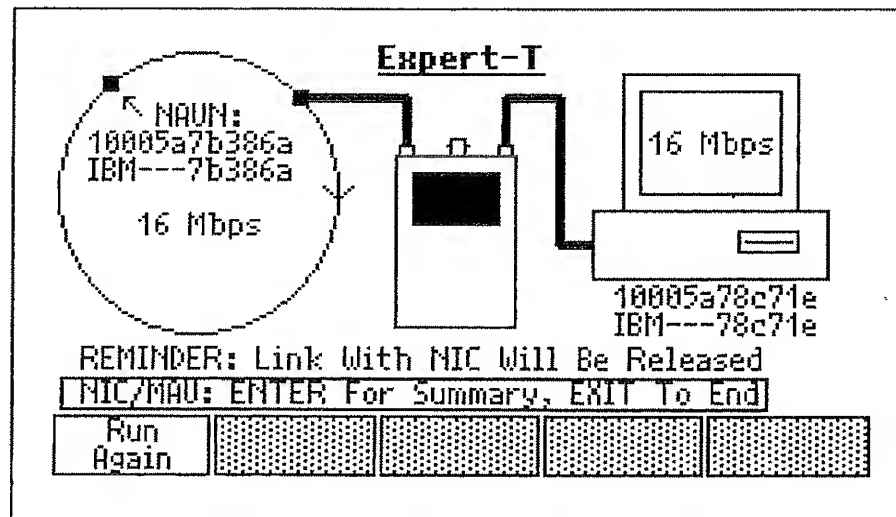 Expert-T
NAUN:
10005a7b386a
IBM---7b386a
16 Mbps
16 Mbps
10005a78c71e
IBM---78c71e
REMINDER: Link With NIC Will Be Released
NIC/MAU: ENTER For Summary, EXIT To End
Run
Again